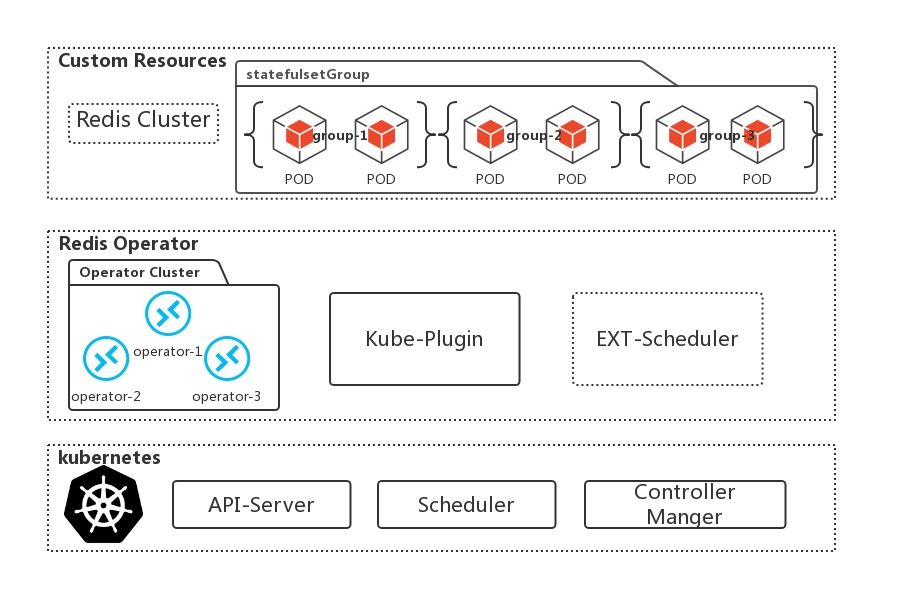 Custom Resources
statefulsetGroup
Redis Cluster
group-1
group-2
group-3
POD
POD
POD
POD
POD
POD
Redis Operator
Operator Cluster
operator-1
operator-2
operator-3
Kube-Plugin
EXT-Scheduler
kubernetes
API-Server
Scheduler
Controller
Manger